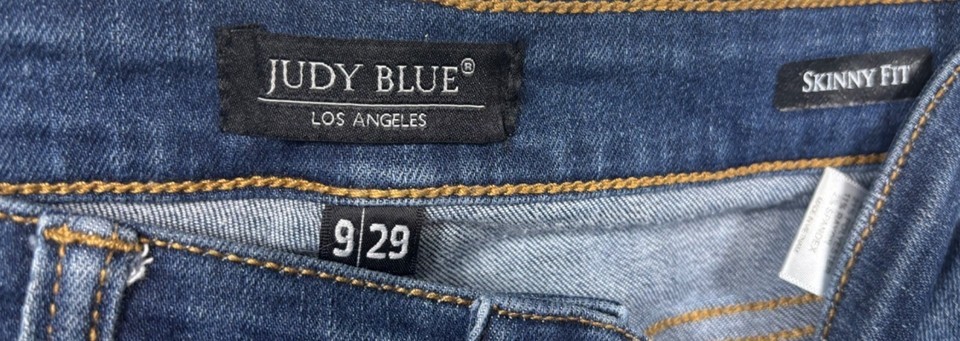 JUDY BLUE®
LOS ANGELES
SKINNY FIT
9|29